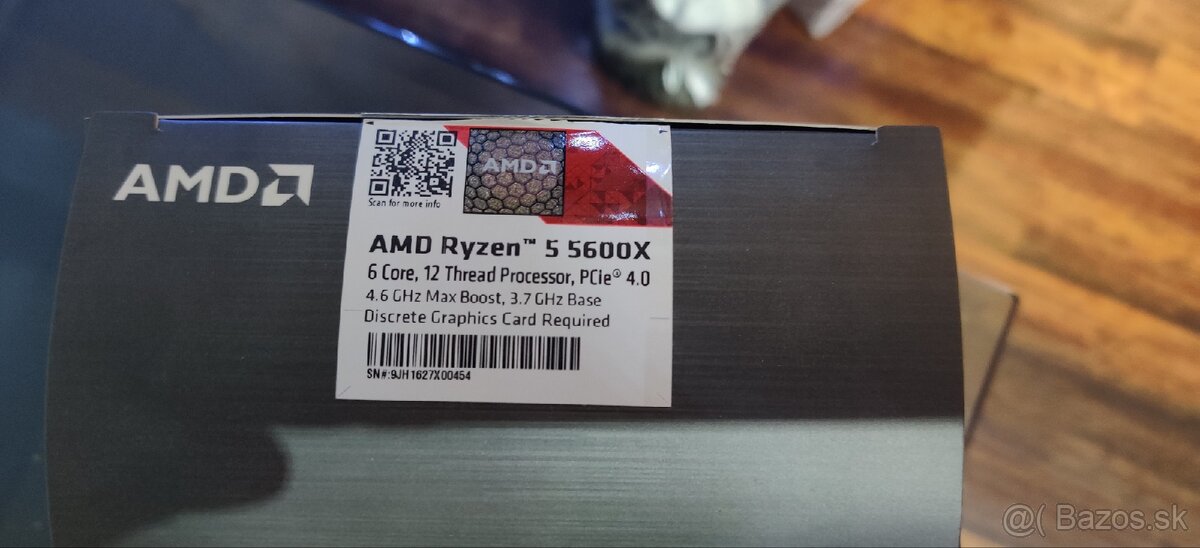 AMD
AMD
Scan for more info
AMD Ryzen™ 5 5600X
6 Core, 12 Thread Processor, PCIe® 4.0
4.6 GHz Max Boost, 3.7 GHz Base
Discrete Graphics Card Required
SN#:9JH1627X00454
@( Bazos.sk